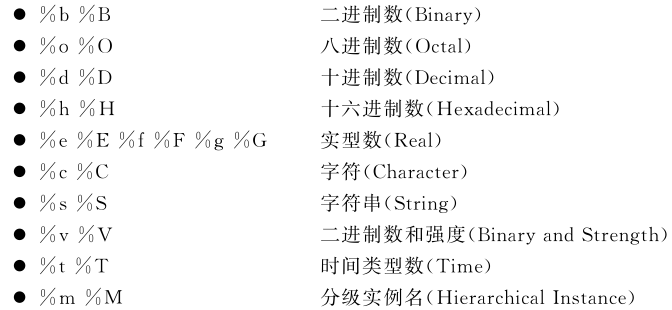 ● %b %B 二进制数(Binary)
● %o %O 八进制数(Octal)
● %d %D 十进制数(Decimal)
● %h %H 十六进制数(Hexadecimal)
● %e %E %f %F %g %G 实型数(Real)
● %c %C 字符(Character)
● %s %S 字符串(String)
● %v %V 二进制数和强度(Binary and Strength)
● %t %T 时间类型数(Time)
● %m %M 分级实例名(Hierarchical Instance)